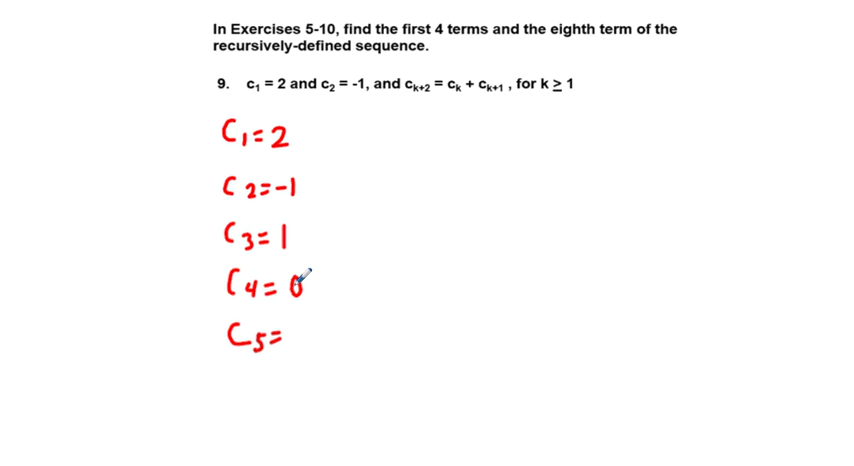 In Exercises 5-10, find the first 4 terms and the eighth term of the
recursively-defined sequence.
9. c₁ = 2 and c₂ = -1, and cₖ₊₂ = cₖ + cₖ₊₁ , for k ≥ 1
C₁ = 2
C₂ = -1
C₃ = 1
C₄ = 0
C₅ =